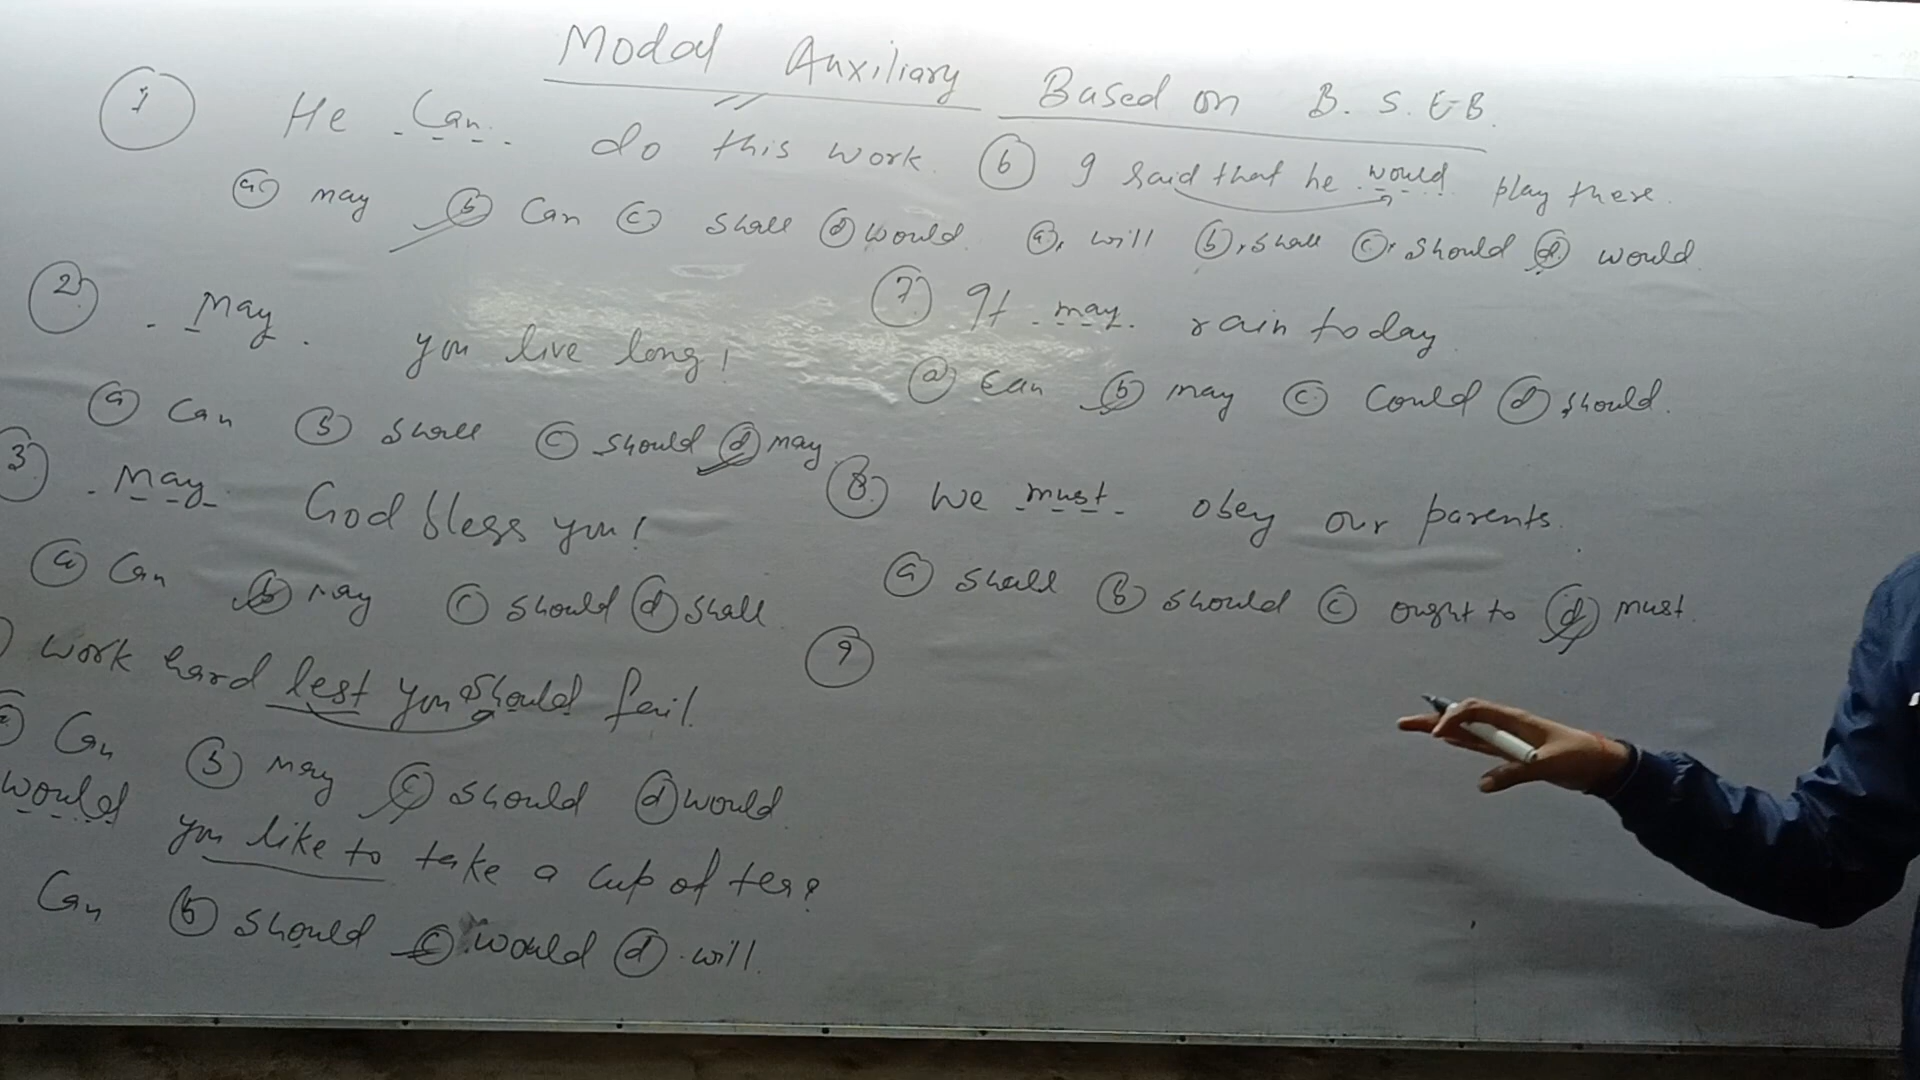 Modal Auxiliary Based on B. S. E B.
1 He .Can. do this work.
a may b Can c shall d would.
2 . May . you live long!
a Can b shall c should d may
3 . May . God bless you!
a Can b may c should d shall
Work hard lest you should fail.
a Can b may c should d would.
would you like to take a cup of tea?
Can b should c would d will.
6 I said that he would play there.
a, will b, shall c, should d would.
7 It may. rain today.
a Can b may c Could d should.
8 We must obey our parents.
a shall b should c ought to d must.
9